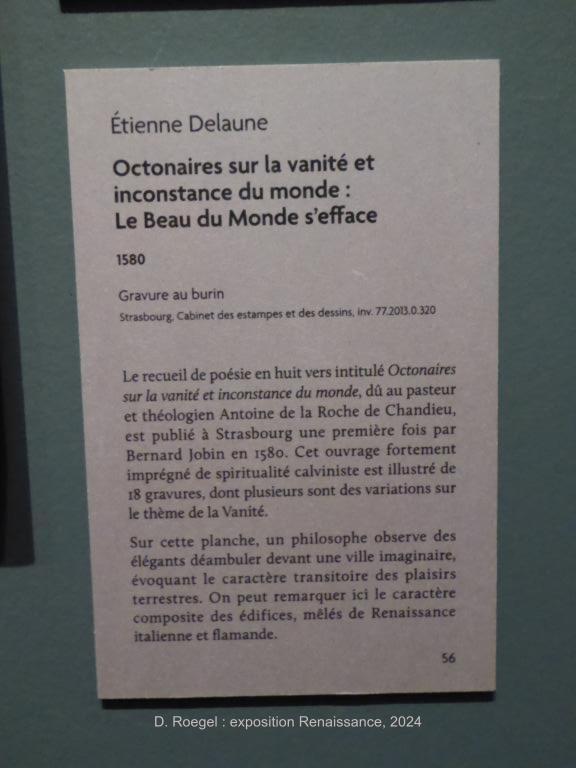 Étienne Delaune
Octonaires sur la vanité et
inconstance du monde :
Le Beau du Monde s'efface
1580
Gravure au burin
Strasbourg, Cabinet des estampes et des dessins, inv. 77.2013.0.320
Le recueil de poésie en huit vers intitulé Octonaires
sur la vanité et inconstance du monde, dû au pasteur
et théologien Antoine de la Roche de Chandieu,
est publié à Strasbourg une première fois par
Bernard Jobin en 1580. Cet ouvrage fortement
imprégné de spiritualité calviniste est illustré de
18 gravures, dont plusieurs sont des variations sur
le thème de la Vanité.
Sur cette planche, un philosophe observe des
élégants déambuler devant une ville imaginaire,
évoquant le caractère transitoire des plaisirs
terrestres. On peut remarquer ici le caractère
composite des édifices, mêlés de Renaissance
italienne et flamande.
56
D. Roegel : exposition Renaissance, 2024